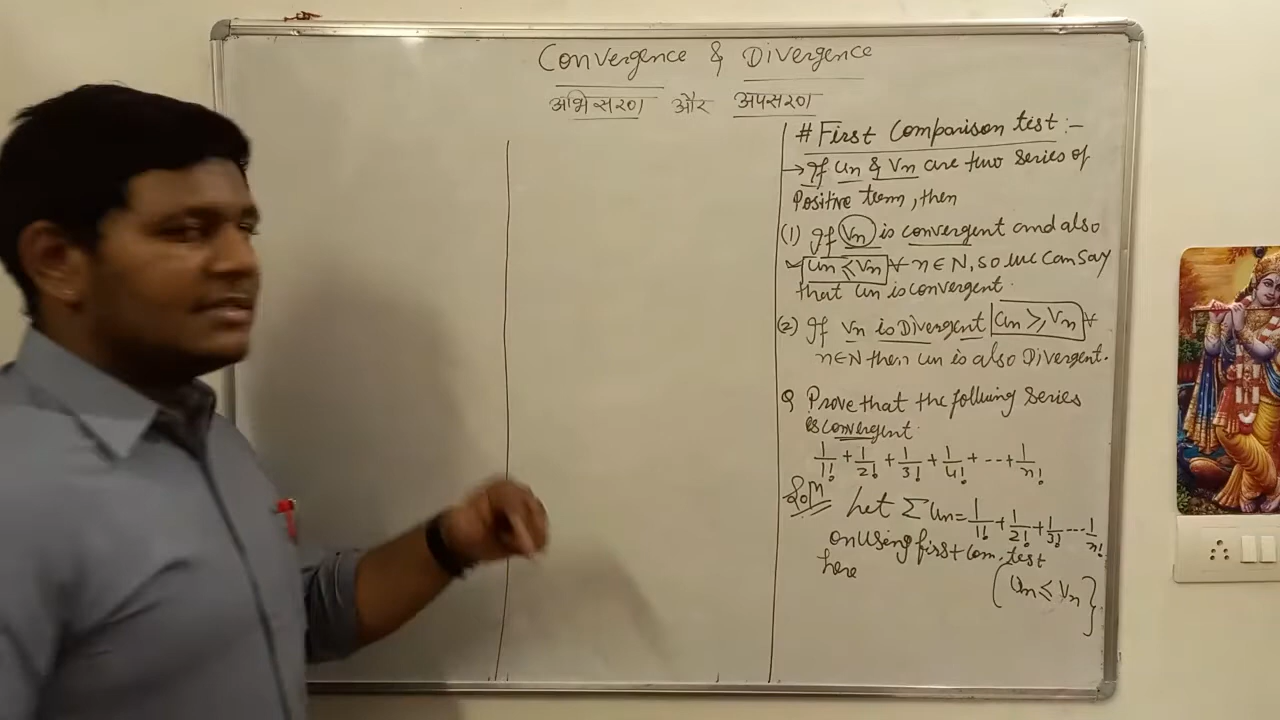 Convergence & Divergence
अभिसरण और अपसरण
# First Comparison test :-
→ If un & Vn are two series of
Positive term, then
(1) If Vn is convergent and also
un ≤ Vn ∀ n∈N, so we can say
that un is convergent.
(2) If Vn is Divergent un ≥ Vn ∀
n∈N then un is also Divergent.
Q Prove that the follwing series
is convergent.
1/1! + 1/2! + 1/3! + 1/4! + --- + 1/n!
Soln Let Σun = 1/1! + 1/2! + 1/3! ---- 1/n!
on using first com. test
here
(Un ≤ Vn}